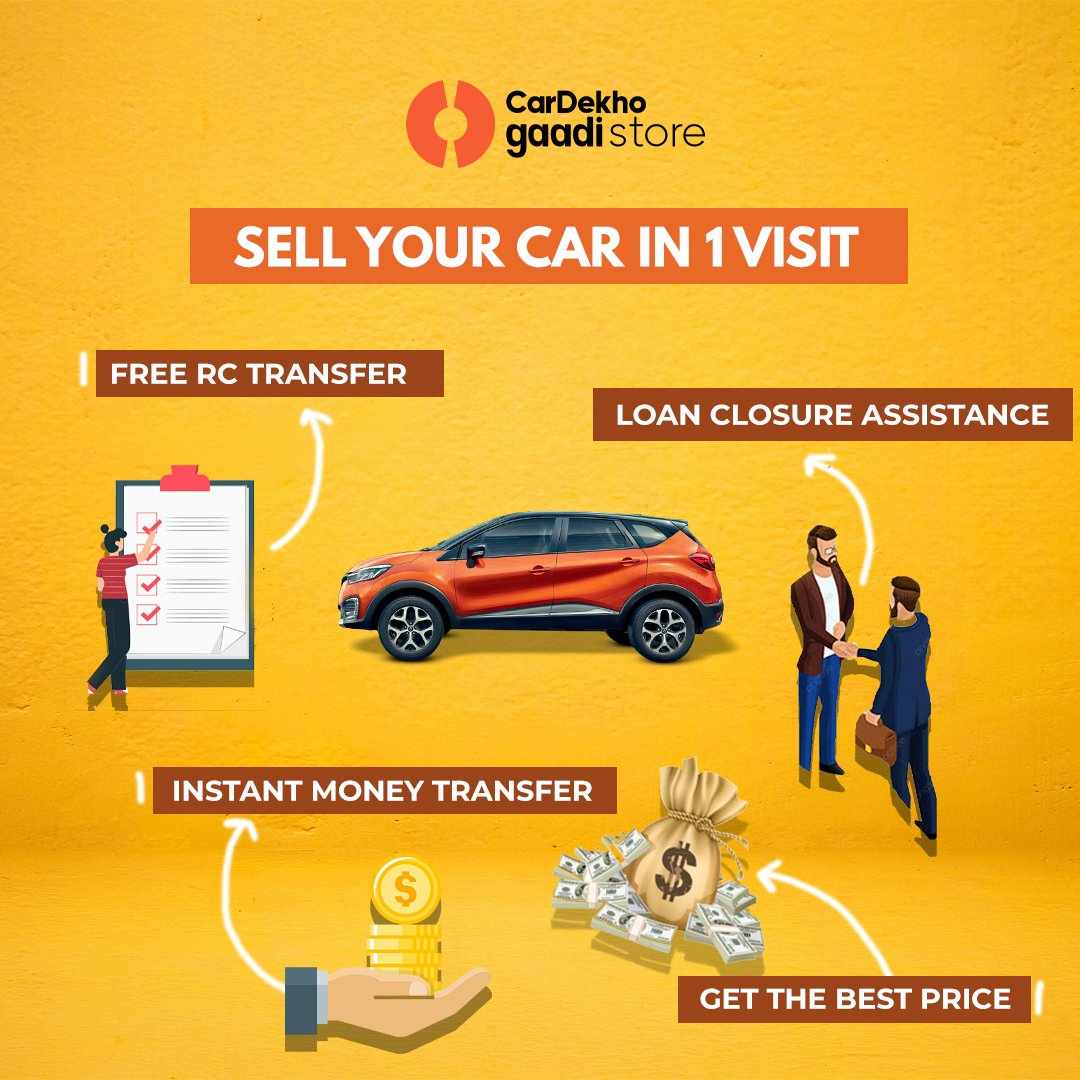 CarDekho
gaadi store
SELL YOUR CAR IN 1 VISIT
FREE RC TRANSFER
LOAN CLOSURE ASSISTANCE
INSTANT MONEY TRANSFER
$
$
GET THE BEST PRICE